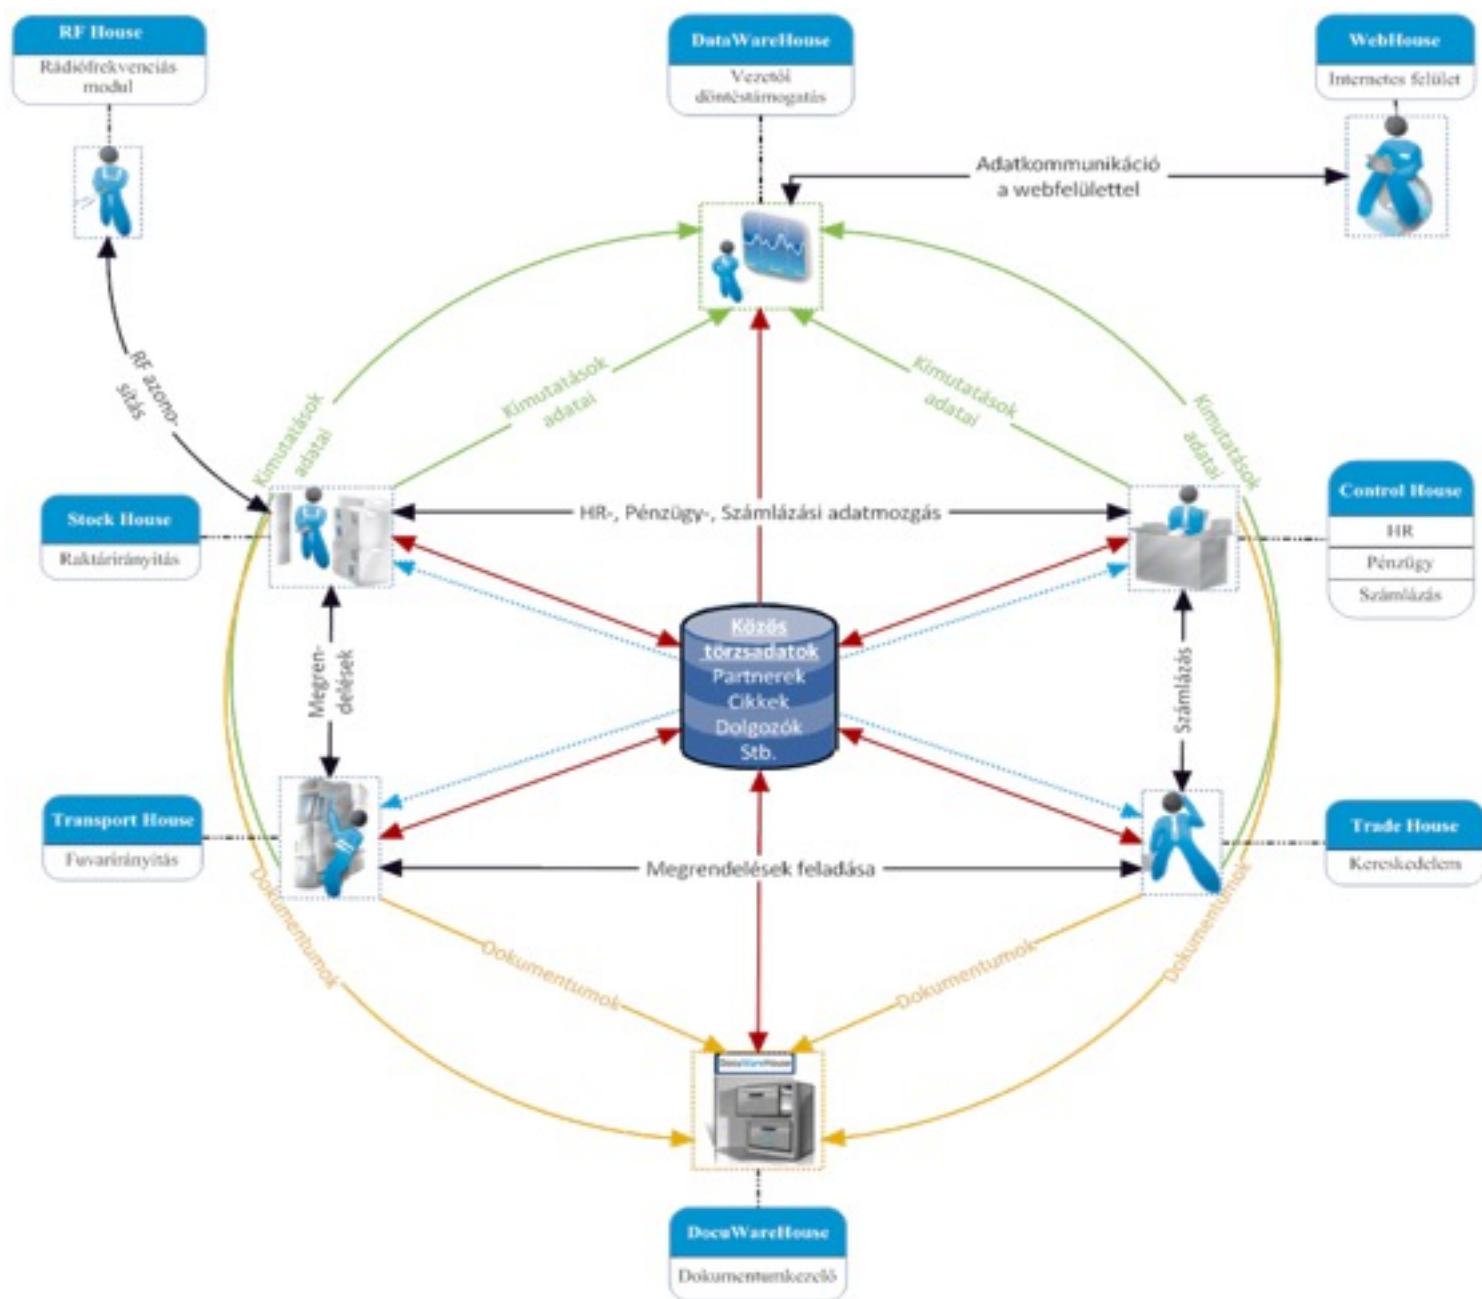 RF House
Rádiófrekvenciás
modul
DataWareHouse
Vezetői
döntéstámogatás
WebHouse
Internetes felület
Adatkommunikáció
a webfelülettel
RF azono-
sítás
Kimutatások
adatai
Kimutatások
adatai
Kimutatások
adatai
Kimutatások
adatai
Stock House
Raktárirányítás
HR-, Pénzügy-, Számlázási adatmozgás
Control House
HR
Pénzügy
Számlázás
Közös
törzsadatok
Partnerek
Cikkek
Dolgozók
Stb.
Megren-
delések
Számlázás
Transport House
Fuvarirányítás
Megrendelések feladása
Trade House
Kereskedelem
Dokumentumok
Dokumentumok
Dokumentumok
Dokumentumok
DocuWareHouse
DocuWareHouse
Dokumentumkezelő